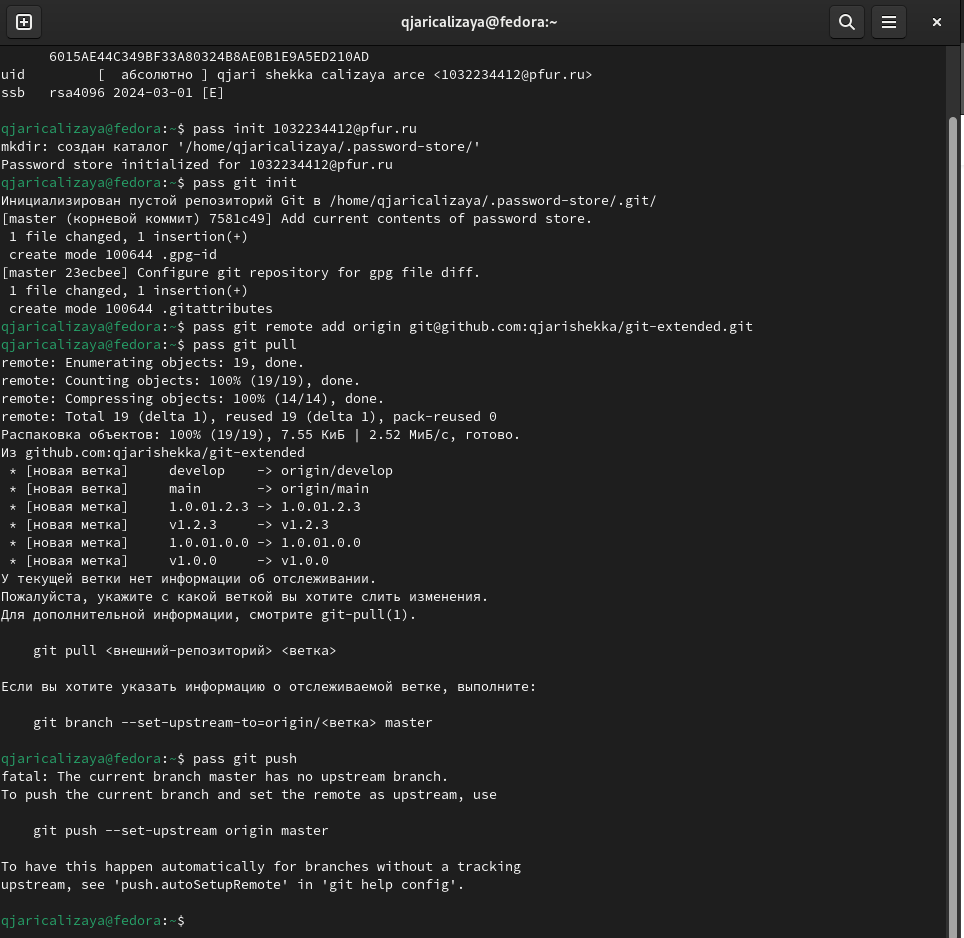 qjaricalizaya@fedora:~
6015AE44C349BF33A80324B8AE0B1E9A5ED210AD
uid         [  абсолютно ] qjari shekka calizaya arce <1032234412@pfur.ru>
ssb   rsa4096 2024-03-01 [E]
qjaricalizaya@fedora:~$ pass init 1032234412@pfur.ru
mkdir: создан каталог '/home/qjaricalizaya/.password-store/'
Password store initialized for 1032234412@pfur.ru
qjaricalizaya@fedora:~$ pass git init
Инициализирован пустой репозиторий Git в /home/qjaricalizaya/.password-store/.git/
[master (корневой коммит) 7581c49] Add current contents of password store.
 1 file changed, 1 insertion(+)
 create mode 100644 .gpg-id
[master 23ecbee] Configure git repository for gpg file diff.
 1 file changed, 1 insertion(+)
 create mode 100644 .gitattributes
qjaricalizaya@fedora:~$ pass git remote add origin git@github.com:qjarishekka/git-extended.git
qjaricalizaya@fedora:~$ pass git pull
remote: Enumerating objects: 19, done.
remote: Counting objects: 100% (19/19), done.
remote: Compressing objects: 100% (14/14), done.
remote: Total 19 (delta 1), reused 19 (delta 1), pack-reused 0
Распаковка объектов: 100% (19/19), 7.55 КиБ | 2.52 МиБ/с, готово.
Из github.com:qjarishekka/git-extended
 * [новая ветка]     develop    -> origin/develop
 * [новая ветка]     main       -> origin/main
 * [новая метка]     1.0.01.2.3 -> 1.0.01.2.3
 * [новая метка]     v1.2.3     -> v1.2.3
 * [новая метка]     1.0.01.0.0 -> 1.0.01.0.0
 * [новая метка]     v1.0.0     -> v1.0.0
У текущей ветки нет информации об отслеживании.
Пожалуйста, укажите с какой веткой вы хотите слить изменения.
Для дополнительной информации, смотрите git-pull(1).
    git pull <внешний-репозиторий> <ветка>
Если вы хотите указать информацию о отслеживаемой ветке, выполните:
    git branch --set-upstream-to=origin/<ветка> master
qjaricalizaya@fedora:~$ pass git push
fatal: The current branch master has no upstream branch.
To push the current branch and set the remote as upstream, use
    git push --set-upstream origin master
To have this happen automatically for branches without a tracking
upstream, see 'push.autoSetupRemote' in 'git help config'.
qjaricalizaya@fedora:~$